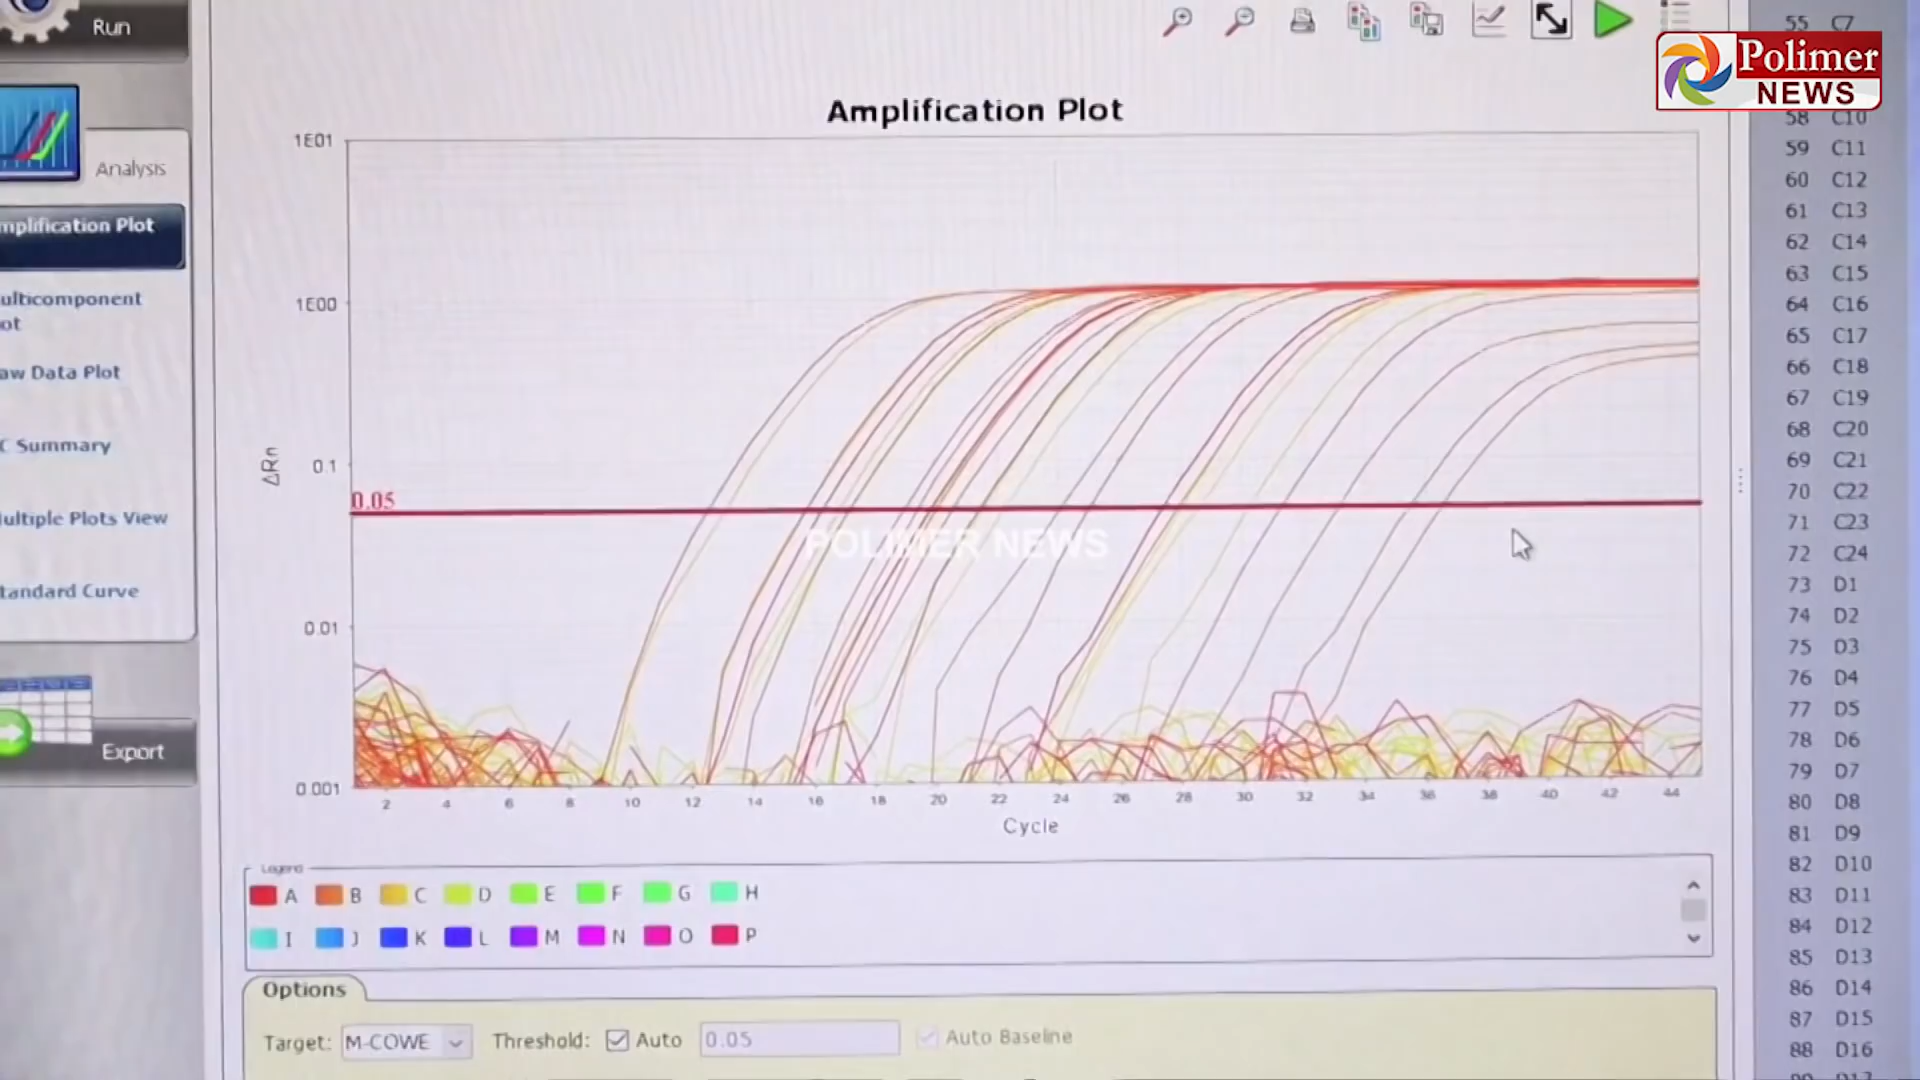 Run
Analysis
mplification Plot
ulticomponent
ot
aw Data Plot
C Summary
ultiple Plots View
tandard Curve
Export
Amplification Plot
1E01
1E00
0.1
0.05
0.01
0.001
ΔRn
2 4 6 8 10 12 14 16 18 20 22 24 26 28 30 32 34 36 38 40 42 44
Cycle
POLIMER NEWS
Legend
A B C D E F G H
I J K L M N O P
Options
Target: M-COWE Threshold: Auto 0.05 Auto Baseline
Polimer
NEWS
55 C7
58 C10
59 C11
60 C12
61 C13
62 C14
63 C15
64 C16
65 C17
66 C18
67 C19
68 C20
69 C21
70 C22
71 C23
72 C24
73 D1
74 D2
75 D3
76 D4
77 D5
78 D6
79 D7
80 D8
81 D9
82 D10
83 D11
84 D12
85 D13
86 D14
87 D15
88 D16